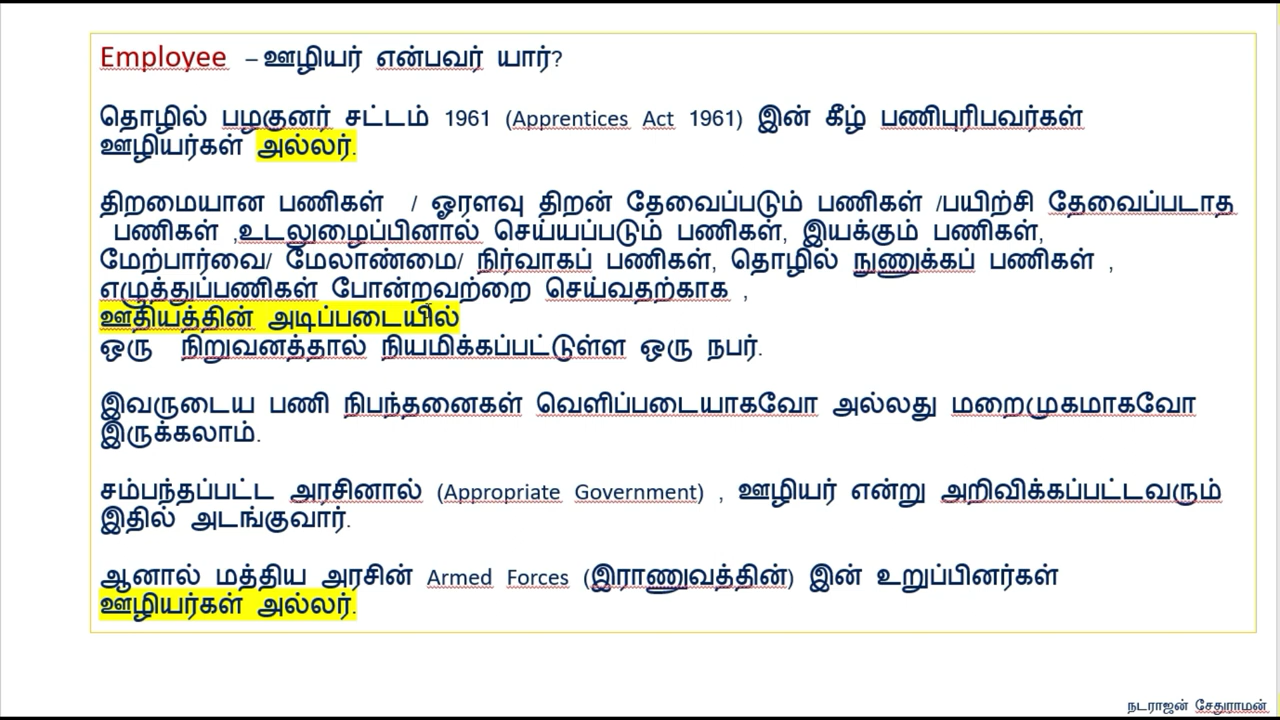 Employee – ஊழியர் என்பவர் யார்?
தொழில் பழகுனர் சட்டம் 1961 (Apprentices Act 1961) இன் கீழ் பணிபுரிபவர்கள்
ஊழியர்கள் அல்லர்.
திறமையான பணிகள் / ஓரளவு திறன் தேவைப்படும் பணிகள் /பயிற்சி தேவைப்படாத
பணிகள் ,உடலுழைப்பினால் செய்யப்படும் பணிகள், இயக்கும் பணிகள்,
மேற்பார்வை/ மேலாண்மை/ நிர்வாகப் பணிகள், தொழில் நுணுக்கப் பணிகள் ,
எழுத்துப்பணிகள் போன்றவற்றை செய்வதற்காக ,
ஊதியத்தின் அடிப்படையில்
ஒரு நிறுவனத்தால் நியமிக்கப்பட்டுள்ள ஒரு நபர்.
இவருடைய பணி நிபந்தனைகள் வெளிப்படையாகவோ அல்லது மறைமுகமாகவோ
இருக்கலாம்.
சம்பந்தப்பட்ட அரசினால் (Appropriate Government) , ஊழியர் என்று அறிவிக்கப்பட்டவரும்
இதில் அடங்குவார்.
ஆனால் மத்திய அரசின் Armed Forces (இராணுவத்தின்) இன் உறுப்பினர்கள்
ஊழியர்கள் அல்லர்.
நடராஜன் சேதுராமன்